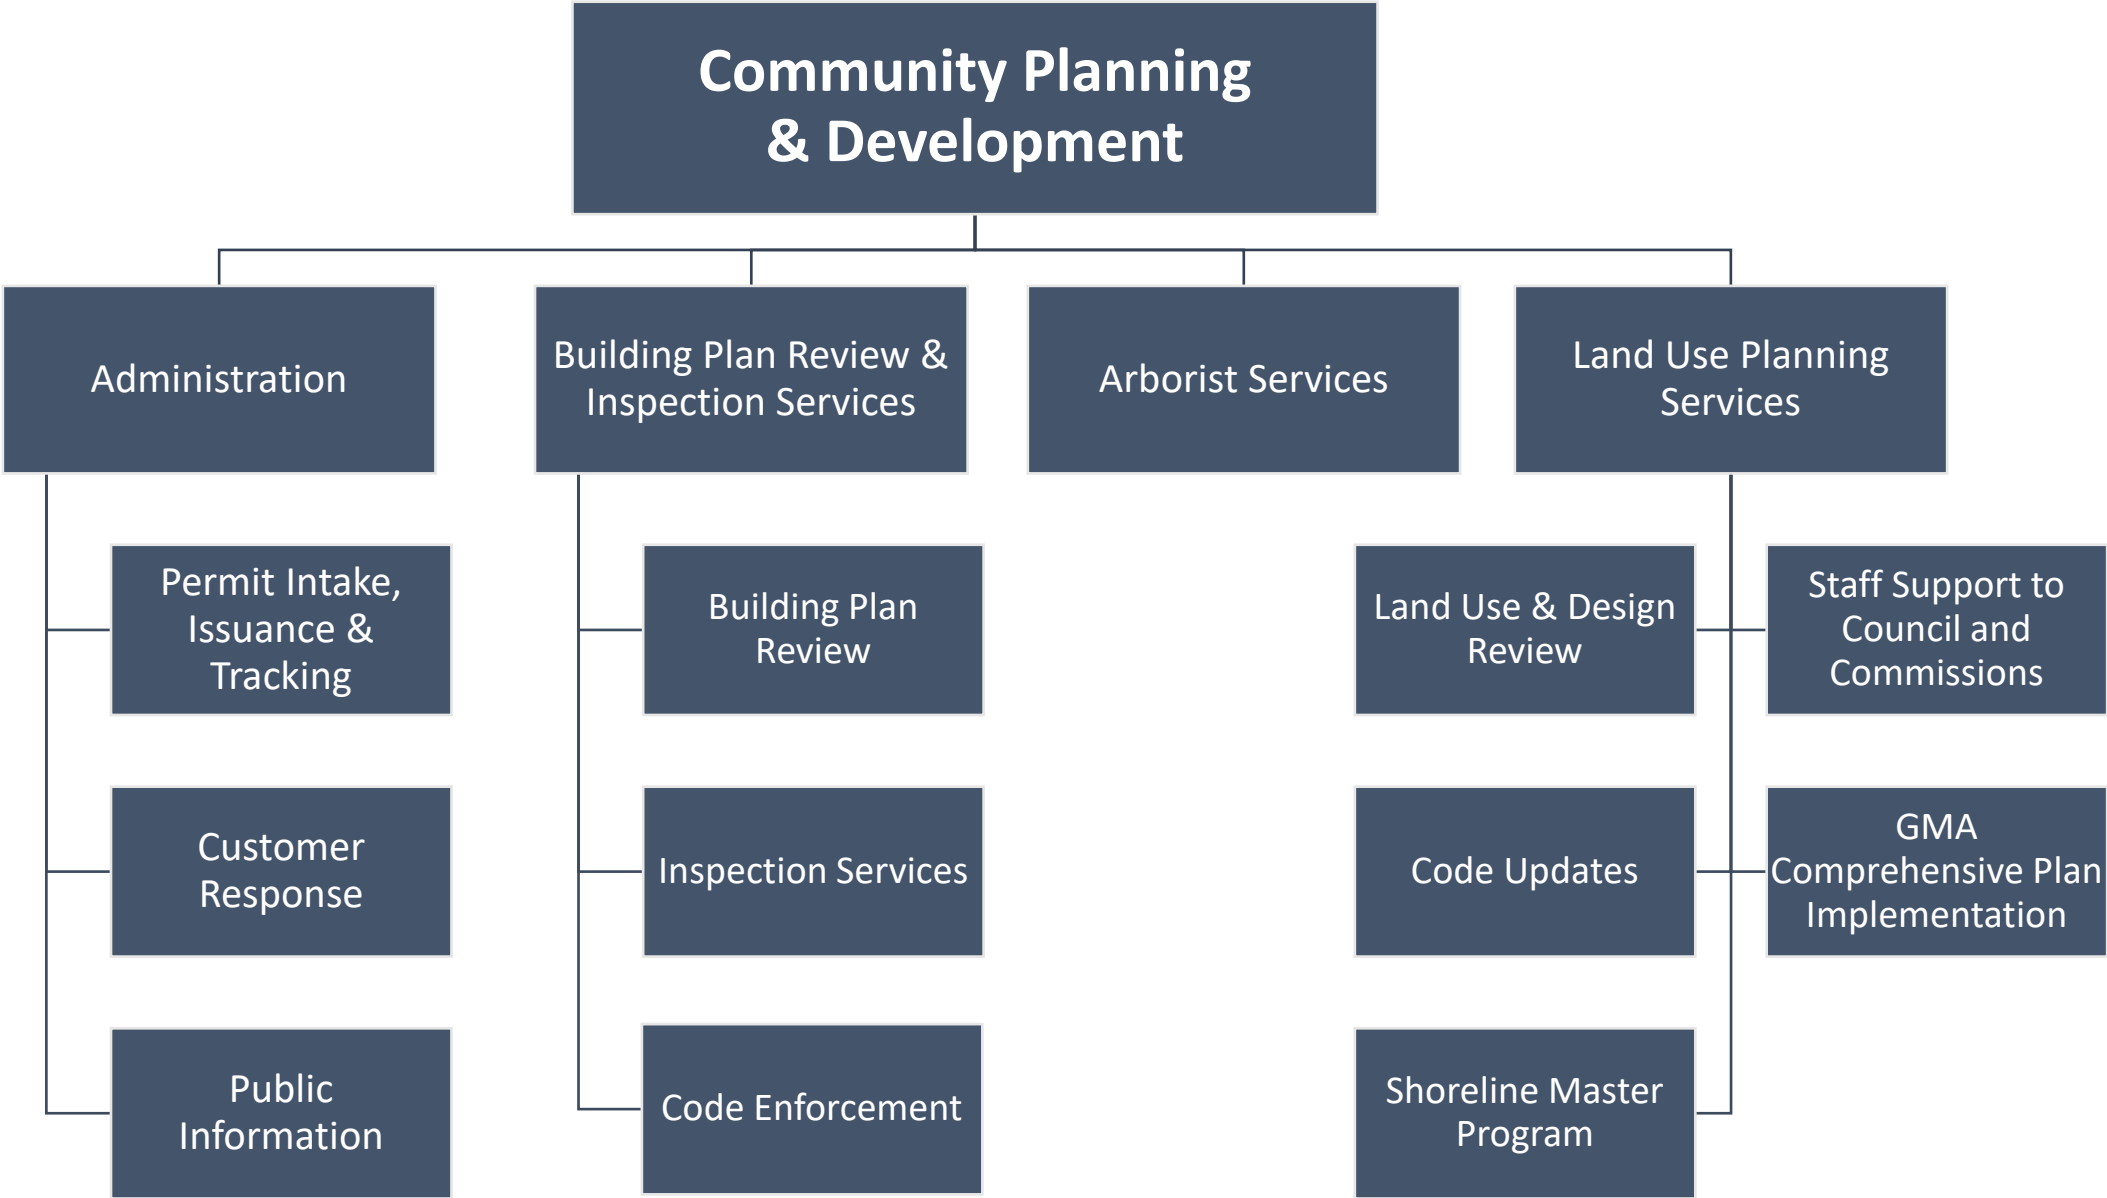 Community Planning
& Development
Administration
Building Plan Review &
Inspection Services
Arborist Services
Land Use Planning
Services
Permit Intake,
Issuance &
Tracking
Customer
Response
Public
Information
Building Plan
Review
Inspection Services
Code Enforcement
Land Use & Design
Review
Staff Support to
Council and
Commissions
Code Updates
GMA
Comprehensive Plan
Implementation
Shoreline Master
Program